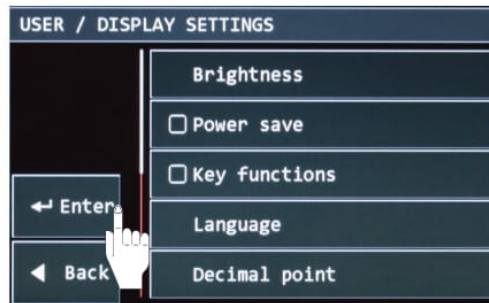 USER / DISPLAY SETTINGS
Brightness
Power save
Key functions
Enter
Language
Back
Decimal point